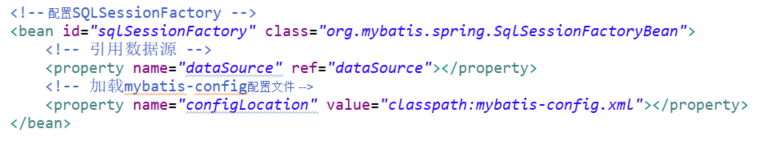 <!-- 配置SQLSessionFactory -->
<bean id="sqlSessionFactory" class="org.mybatis.spring.SqlSessionFactoryBean">
<!-- 引用数据源 -->
<property name="dataSource" ref="dataSource"></property>
<!-- 加载mybatis-config配置文件 -->
<property name="configLocation" value="classpath:mybatis-config.xml"></property>
</bean>